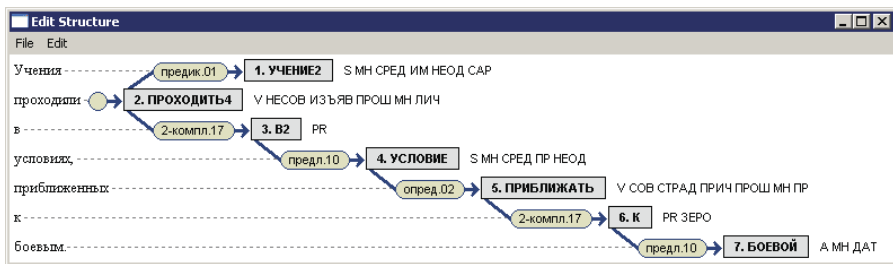 Edit Structure
File Edit
Учения предик.01 1. УЧЕНИЕ2 S МН СРЕД ИМ НЕОД САР
проходили 2. ПРОХОДИТЬ4 V НЕСОВ ИЗЪЯВ ПРОШ МН ЛИЧ
в 2-компл.17 3. В2 PR
условиях, предл.10 4. УСЛОВИЕ S МН СРЕД ПР НЕОД
приближенных опред.02 5. ПРИБЛИЖАТЬ V СОВ СТРАД ПРИЧ ПРОШ МН ПР
к 2-компл.17 6. К PR ЗЕРО
боевым. предл.10 7. БОЕВОЙ А МН ДАТ